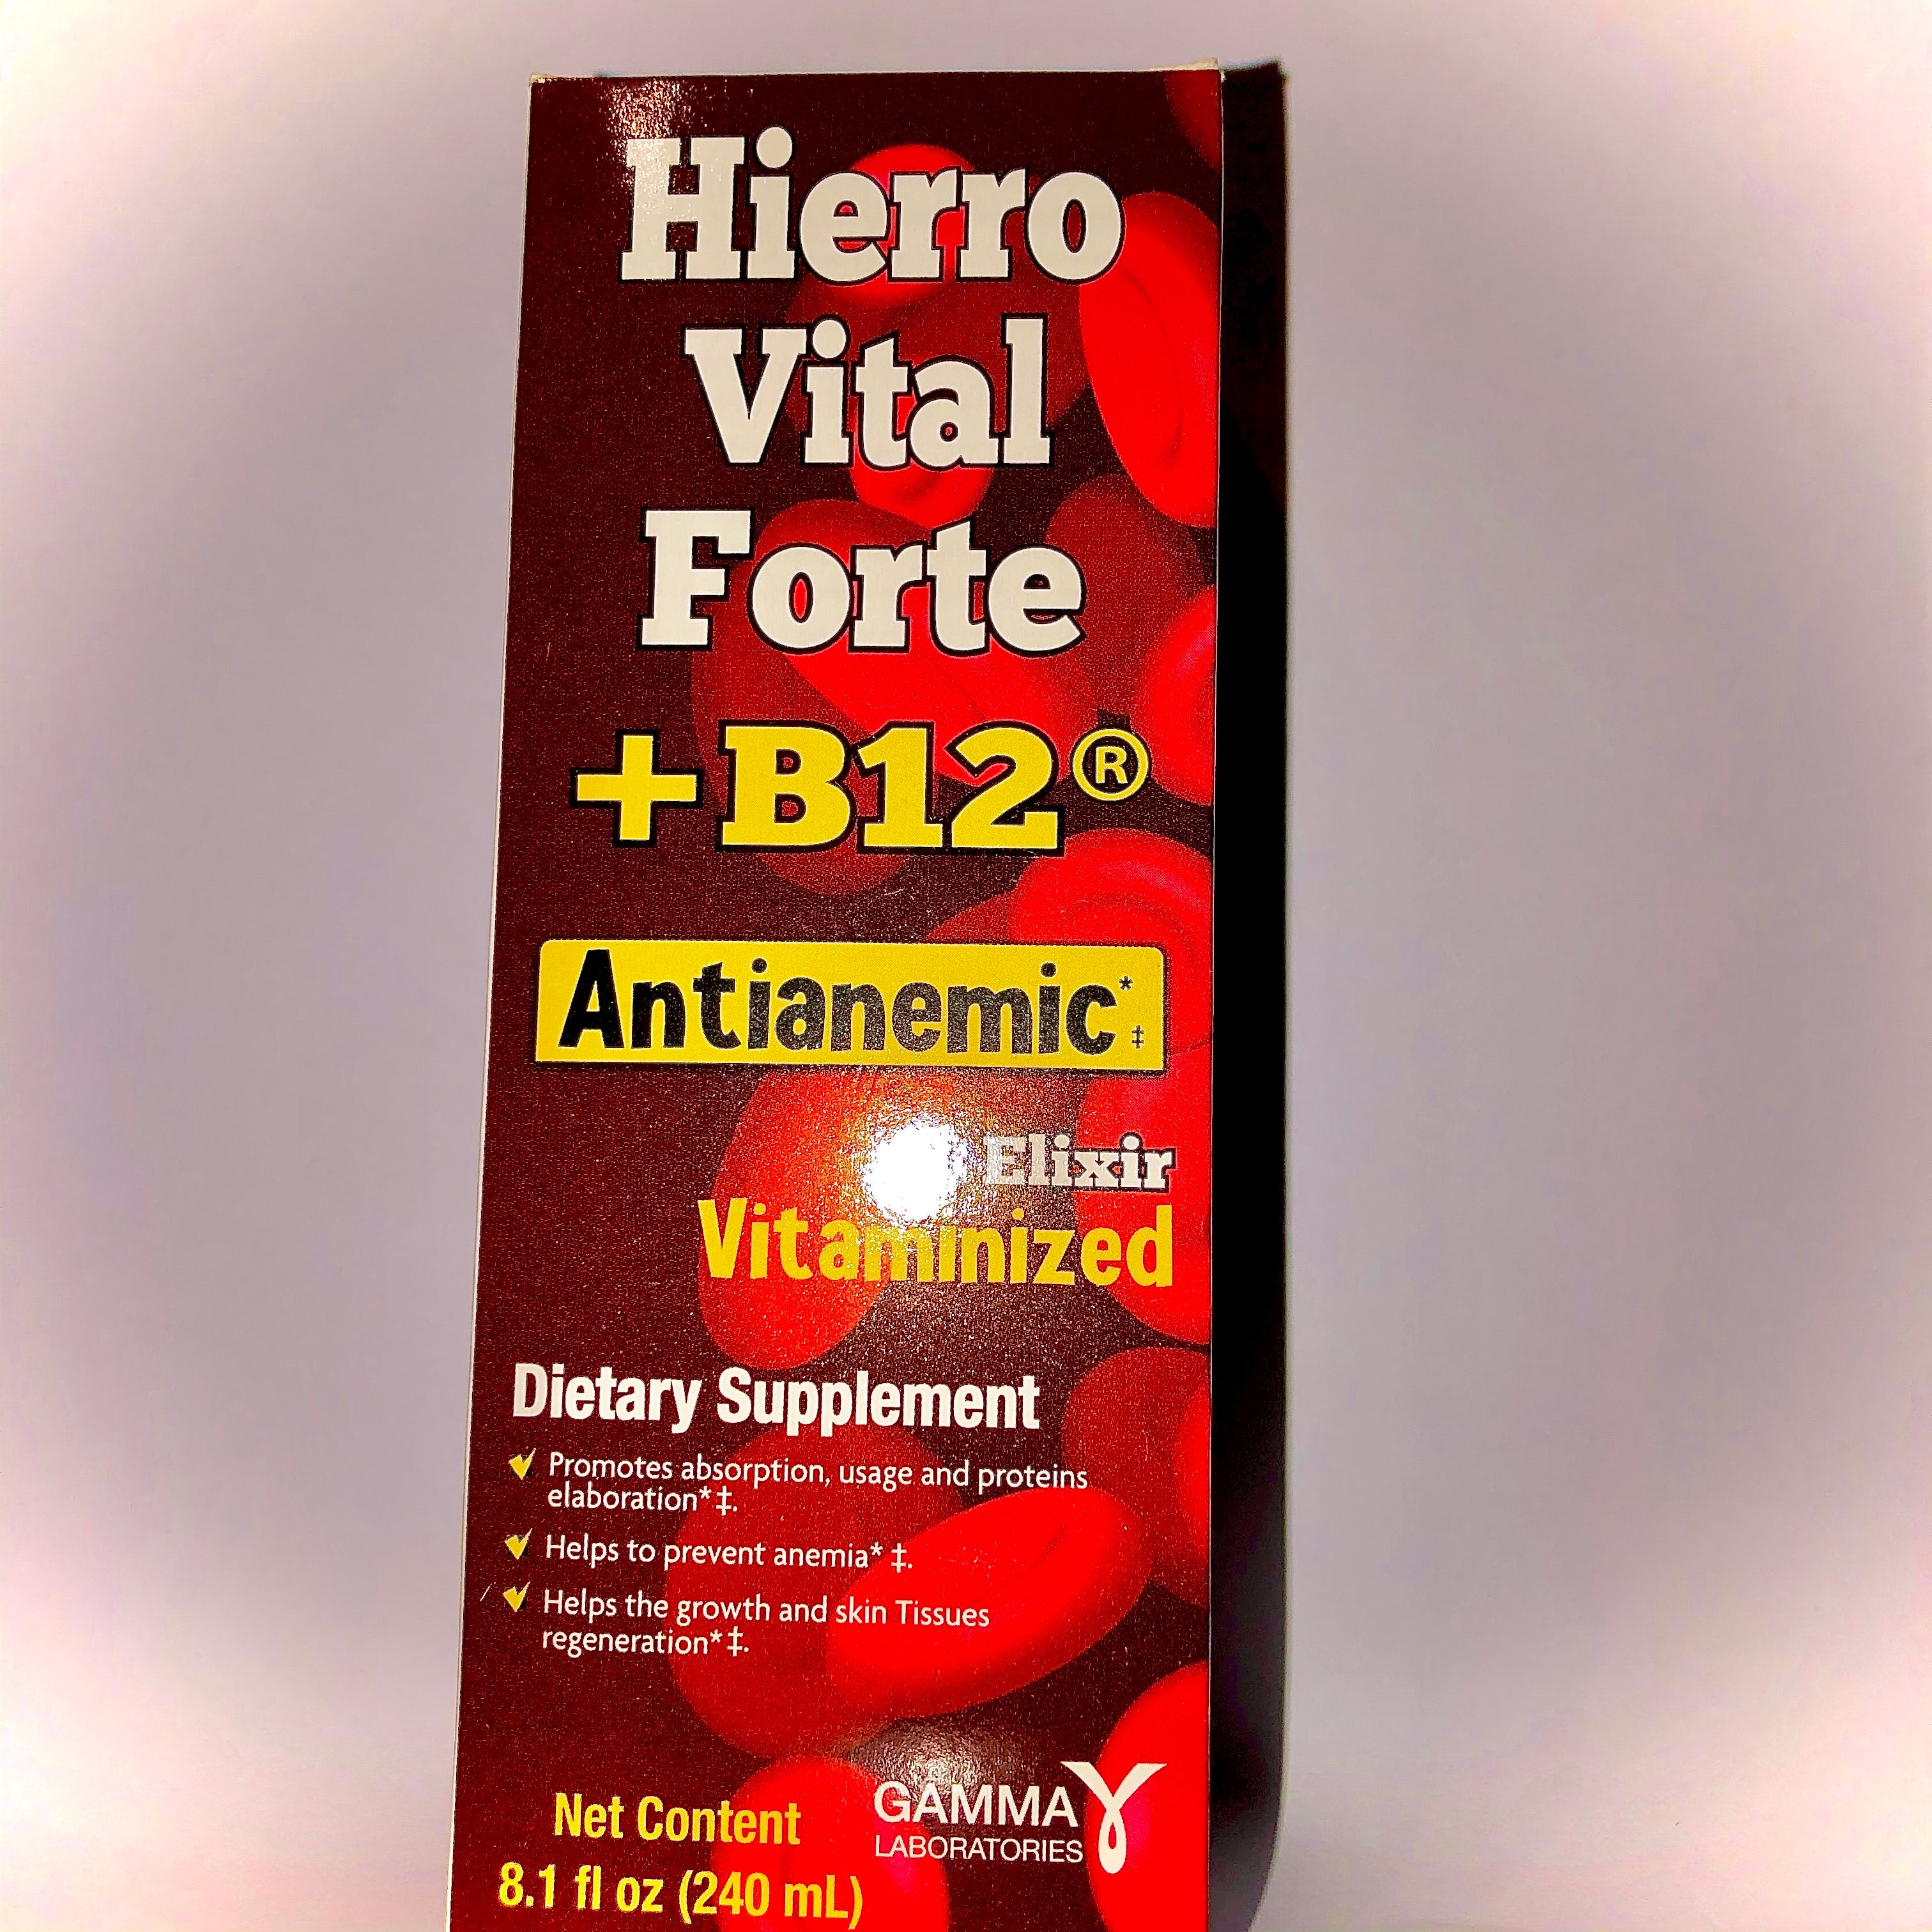 Hierro
Vital
Forte
+B12®
Antianemic*‡
Elixir
Vitaminized
Dietary Supplement
Promotes absorption, usage and proteins
elaboration*‡.
Helps to prevent anemia* ‡.
Helps the growth and skin Tissues
regeneration*‡.
Net Content
8.1 fl oz (240 mL)
GAMMA
LABORATORIES